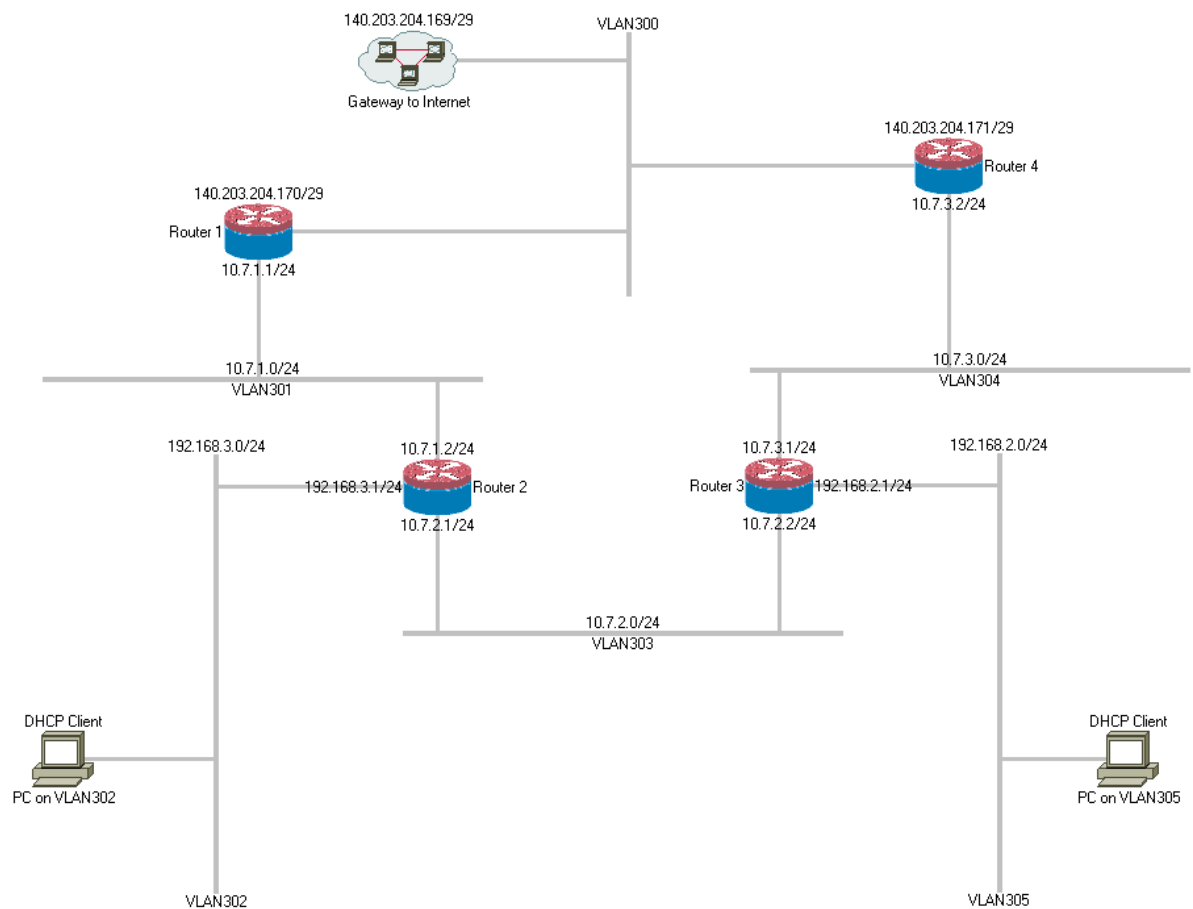 140.203.204.169/29
VLAN300
Gateway to Internet
140.203.204.171/29
Router 4
10.7.3.2/24
140.203.204.170/29
Router 1
10.7.1.1/24
10.7.1.0/24
VLAN301
10.7.3.0/24
VLAN304
192.168.3.0/24
10.7.1.2/24
192.168.3.1/24
Router 2
10.7.2.1/24
10.7.3.1/24
Router 3
192.168.2.1/24
10.7.2.2/24
192.168.2.0/24
10.7.2.0/24
VLAN303
DHCP Client
PC on VLAN302
DHCP Client
PC on VLAN305
VLAN302
VLAN305